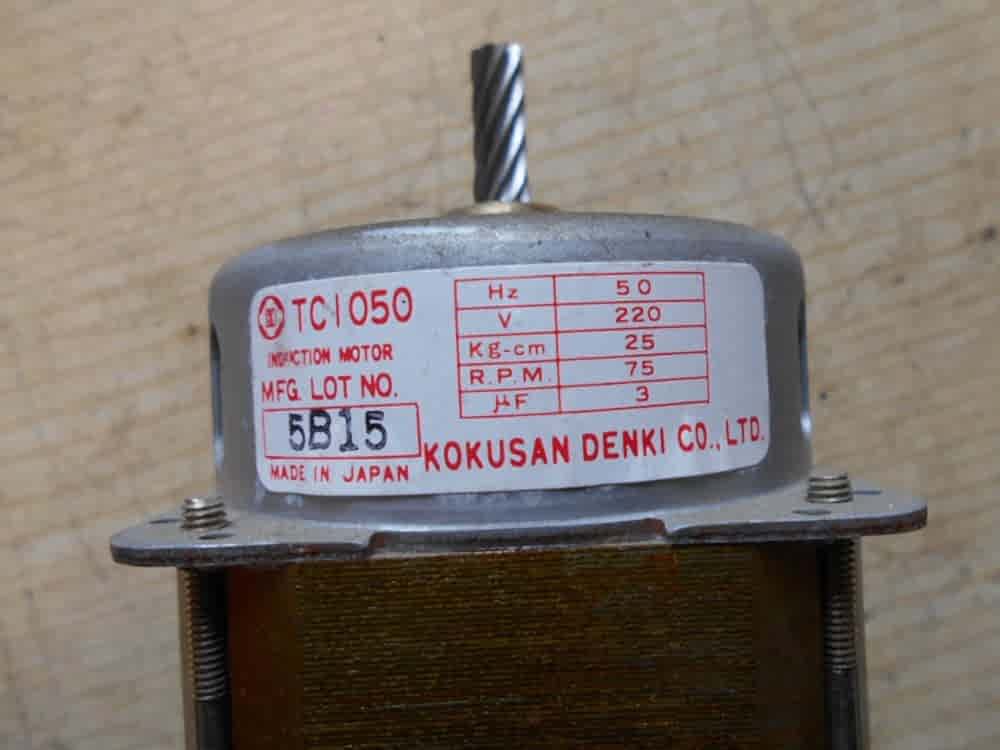 TC1050
INDUCTION MOTOR
MFG. LOT NO.
5B15
MADE IN JAPAN
Hz 50
V 220
Kg-cm 25
R.P.M. 75
μF 3
KOKUSAN DENKI CO., LTD.